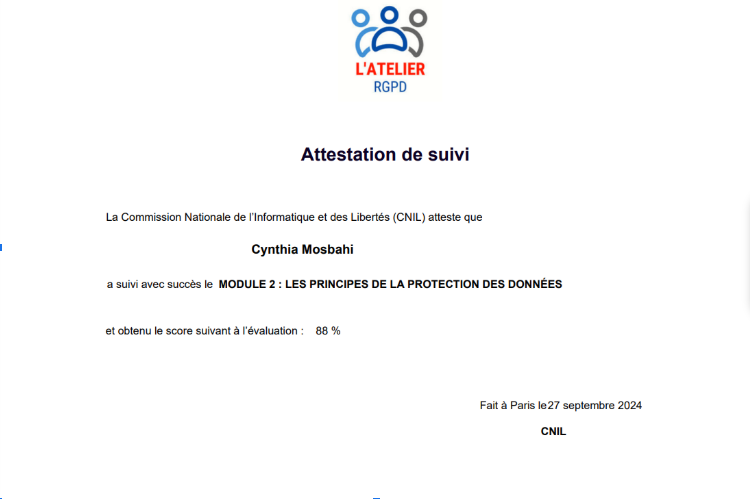 L'ATELIER
RGPD
Attestation de suivi
La Commission Nationale de l'Informatique et des Libertés (CNIL) atteste que
Cynthia Mosbahi
a suivi avec succès le MODULE 2 : LES PRINCIPES DE LA PROTECTION DES DONNÉES
et obtenu le score suivant à l'évaluation : 88 %
Fait à Paris le27 septembre 2024
CNIL